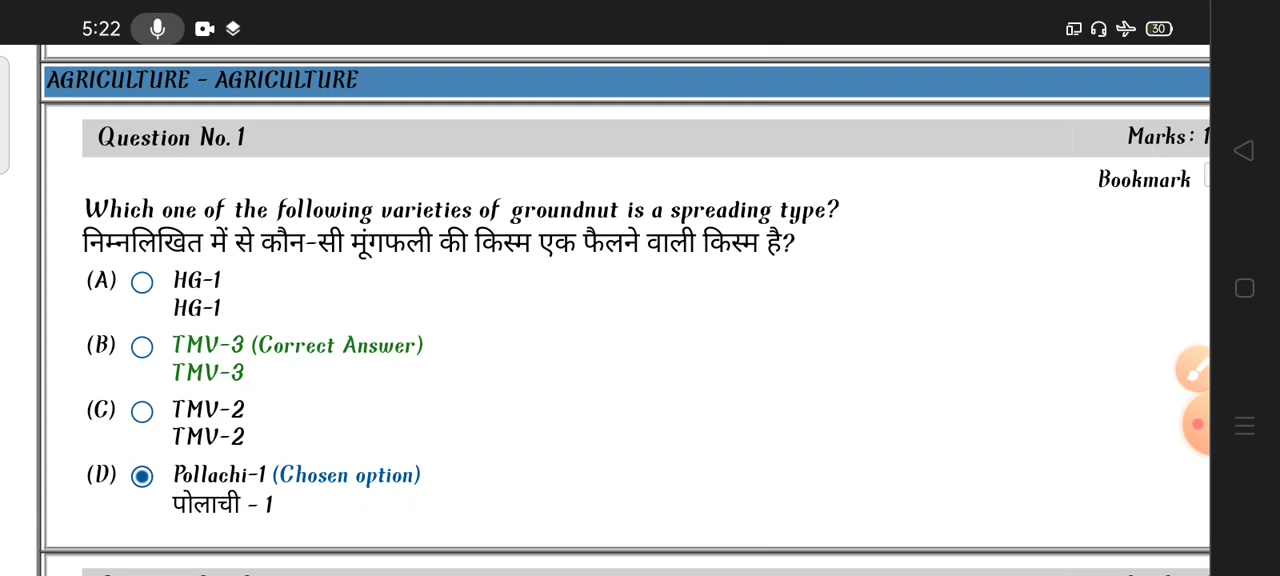 5:22
30
AGRICULTURE - AGRICULTURE
Question No. 1
Marks: 1
Bookmark
Which one of the following varieties of groundnut is a spreading type?
निम्नलिखित में से कौन-सी मूंगफली की किस्म एक फैलने वाली किस्म है?
(A) HG-1
HG-1
(B) TMV-3 (Correct Answer)
TMV-3
(C) TMV-2
TMV-2
(D) Pollachi-1 (Chosen option)
पोलाची - 1